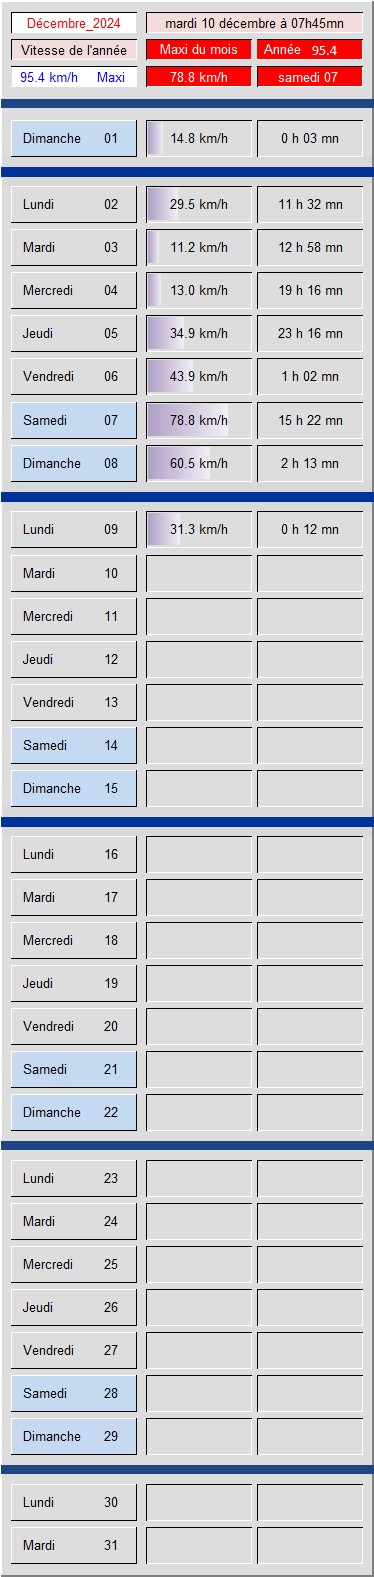 Décembre_2024 mardi 10 décembre à 07h45mn
Vitesse de l'année Maxi du mois Année 95.4
95.4 km/h Maxi 78.8 km/h samedi 07
Dimanche 01 14.8 km/h 0 h 03 mn
Lundi 02 29.5 km/h 11 h 32 mn
Mardi 03 11.2 km/h 12 h 58 mn
Mercredi 04 13.0 km/h 19 h 16 mn
Jeudi 05 34.9 km/h 23 h 16 mn
Vendredi 06 43.9 km/h 1 h 02 mn
Samedi 07 78.8 km/h 15 h 22 mn
Dimanche 08 60.5 km/h 2 h 13 mn
Lundi 09 31.3 km/h 0 h 12 mn
Mardi 10
Mercredi 11
Jeudi 12
Vendredi 13
Samedi 14
Dimanche 15
Lundi 16
Mardi 17
Mercredi 18
Jeudi 19
Vendredi 20
Samedi 21
Dimanche 22
Lundi 23
Mardi 24
Mercredi 25
Jeudi 26
Vendredi 27
Samedi 28
Dimanche 29
Lundi 30
Mardi 31